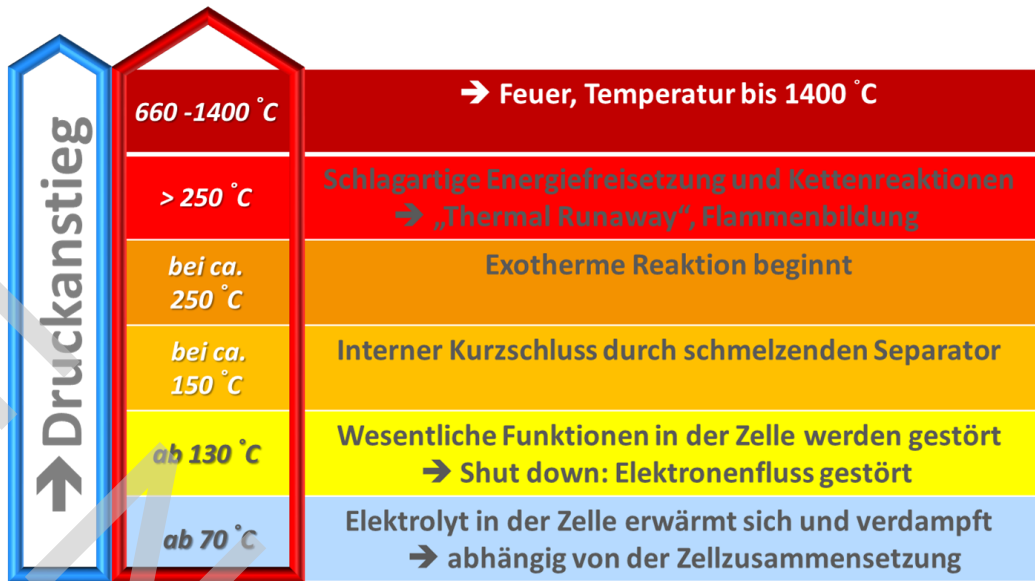 ➔ Druckanstieg
660 -1400 °C
➔ Feuer, Temperatur bis 1400 °C
> 250 °C
Schlagartige Energiefreisetzung und Kettenreaktionen
➔ „Thermal Runaway“, Flammenbildung
bei ca.
250 °C
Exotherme Reaktion beginnt
bei ca.
150 °C
Interner Kurzschluss durch schmelzenden Separator
ab 130 °C
Wesentliche Funktionen in der Zelle werden gestört
➔ Shut down: Elektronenfluss gestört
ab 70 °C
Elektrolyt in der Zelle erwärmt sich und verdampft
➔ abhängig von der Zellzusammensetzung